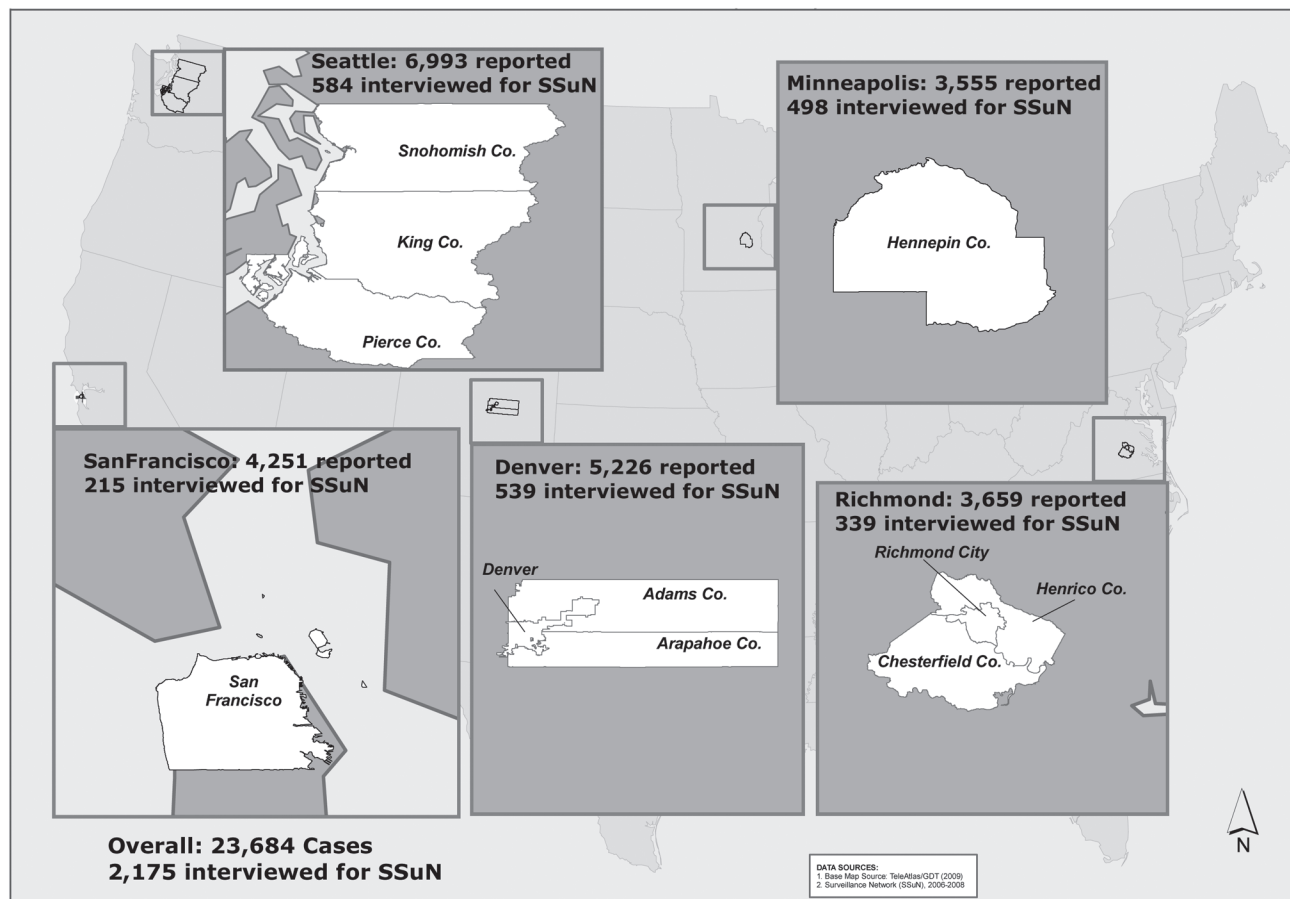 Seattle: 6,993 reported
584 interviewed for SSuN
Snohomish Co.
King Co.
Pierce Co.
Minneapolis: 3,555 reported
498 interviewed for SSuN
Hennepin Co.
SanFrancisco: 4,251 reported
215 interviewed for SSuN
San
Francisco
Denver: 5,226 reported
539 interviewed for SSuN
Denver
Adams Co.
Arapahoe Co.
Richmond: 3,659 reported
339 interviewed for SSuN
Richmond City
Henrico Co.
Chesterfield Co.
Overall: 23,684 Cases
2,175 interviewed for SSuN
DATA SOURCES:
1. Base Map Source: TeleAtlas/GDT (2009)
2. Surveillance Network (SSuN), 2006-2008
N